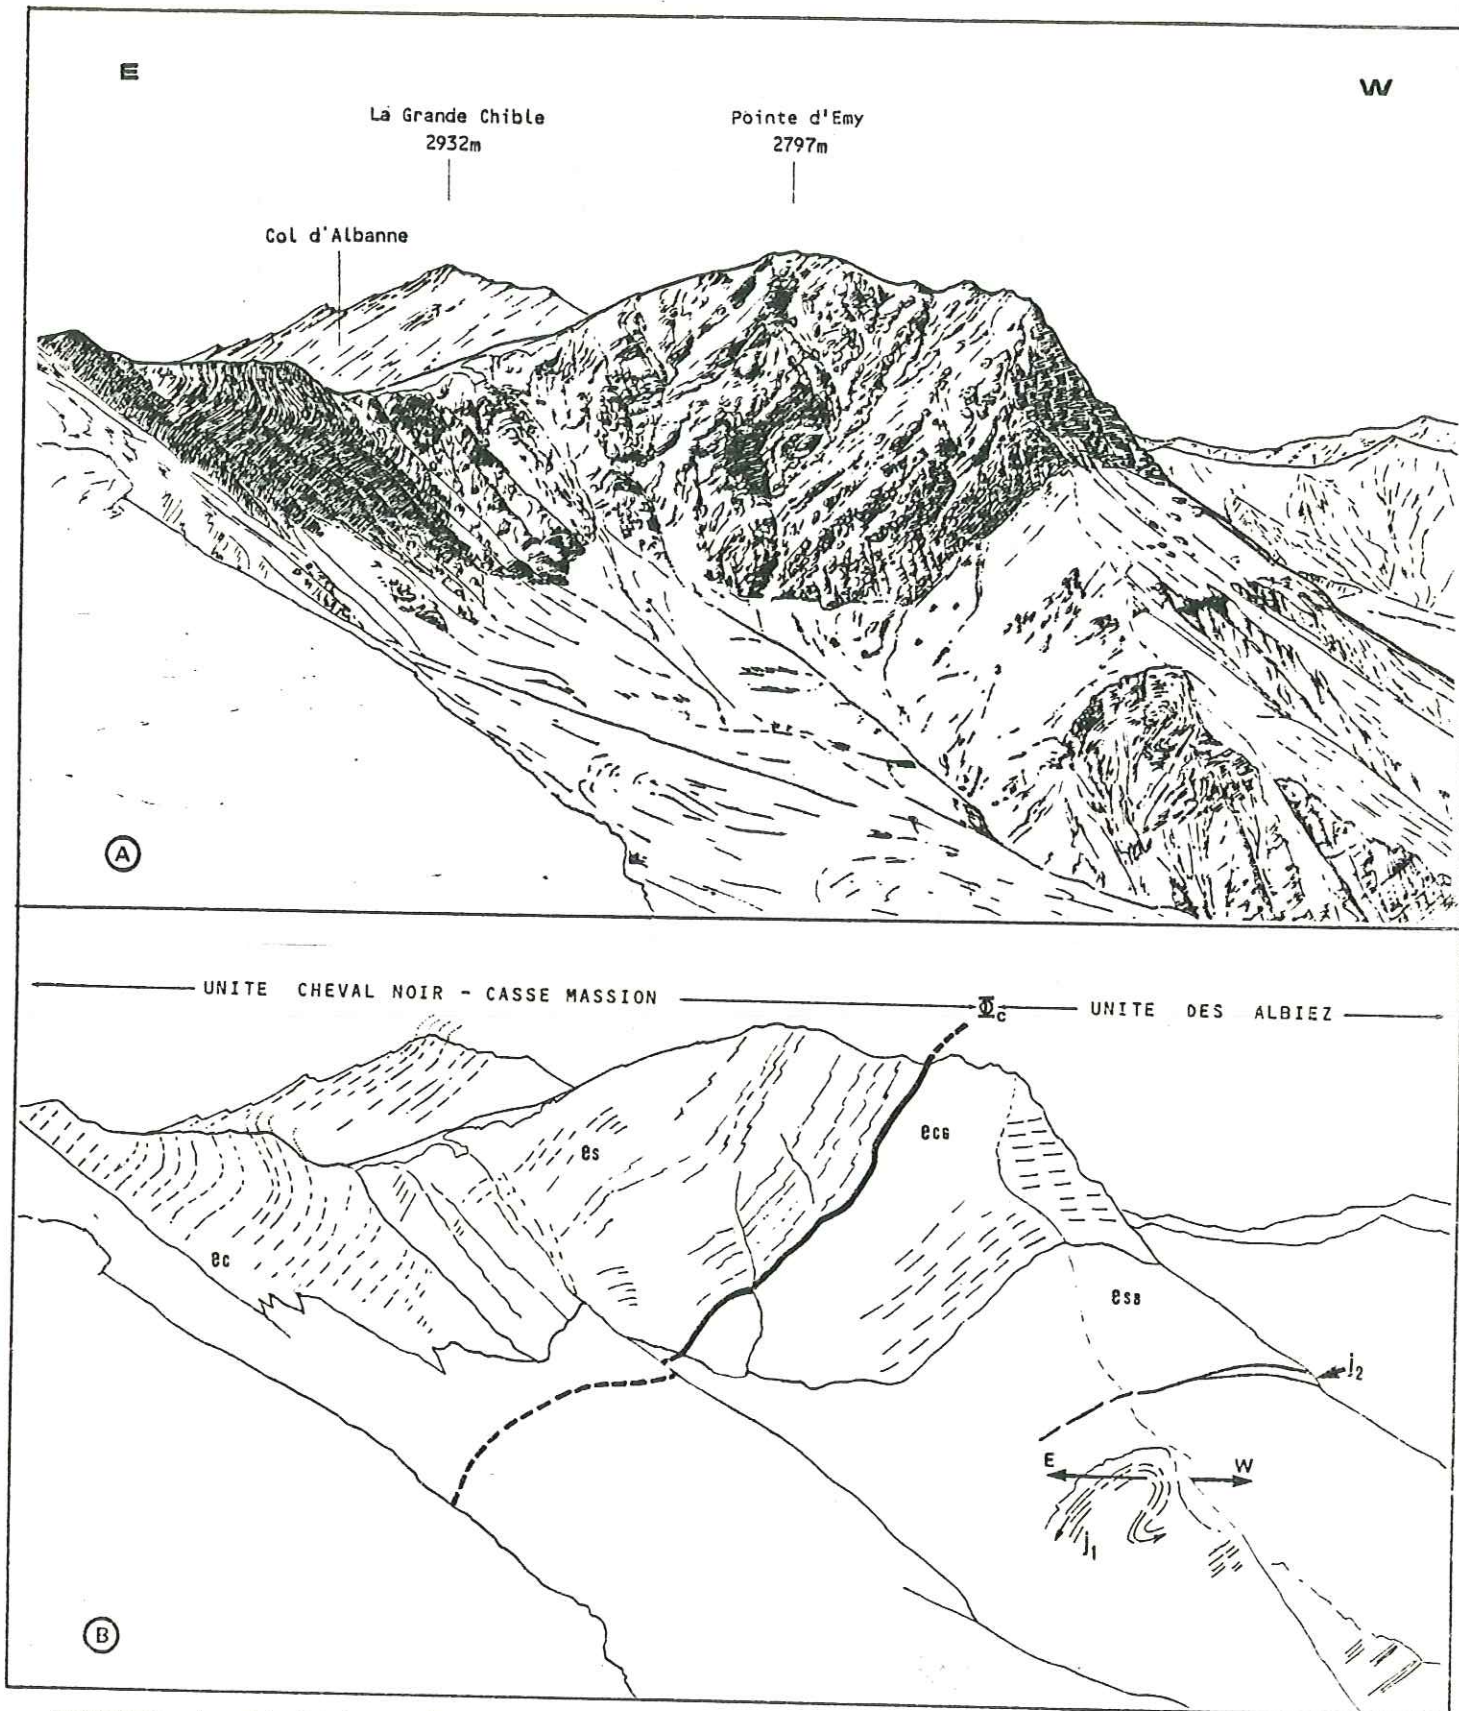 E
W
La Grande Chible
2932m
Pointe d'Emy
2797m
Col d'Albanne
A
UNITE CHEVAL NOIR - CASSE MASSION
Φc
UNITE DES ALBIEZ
es
ecG
ec
esB
j2
E
W
j1
B